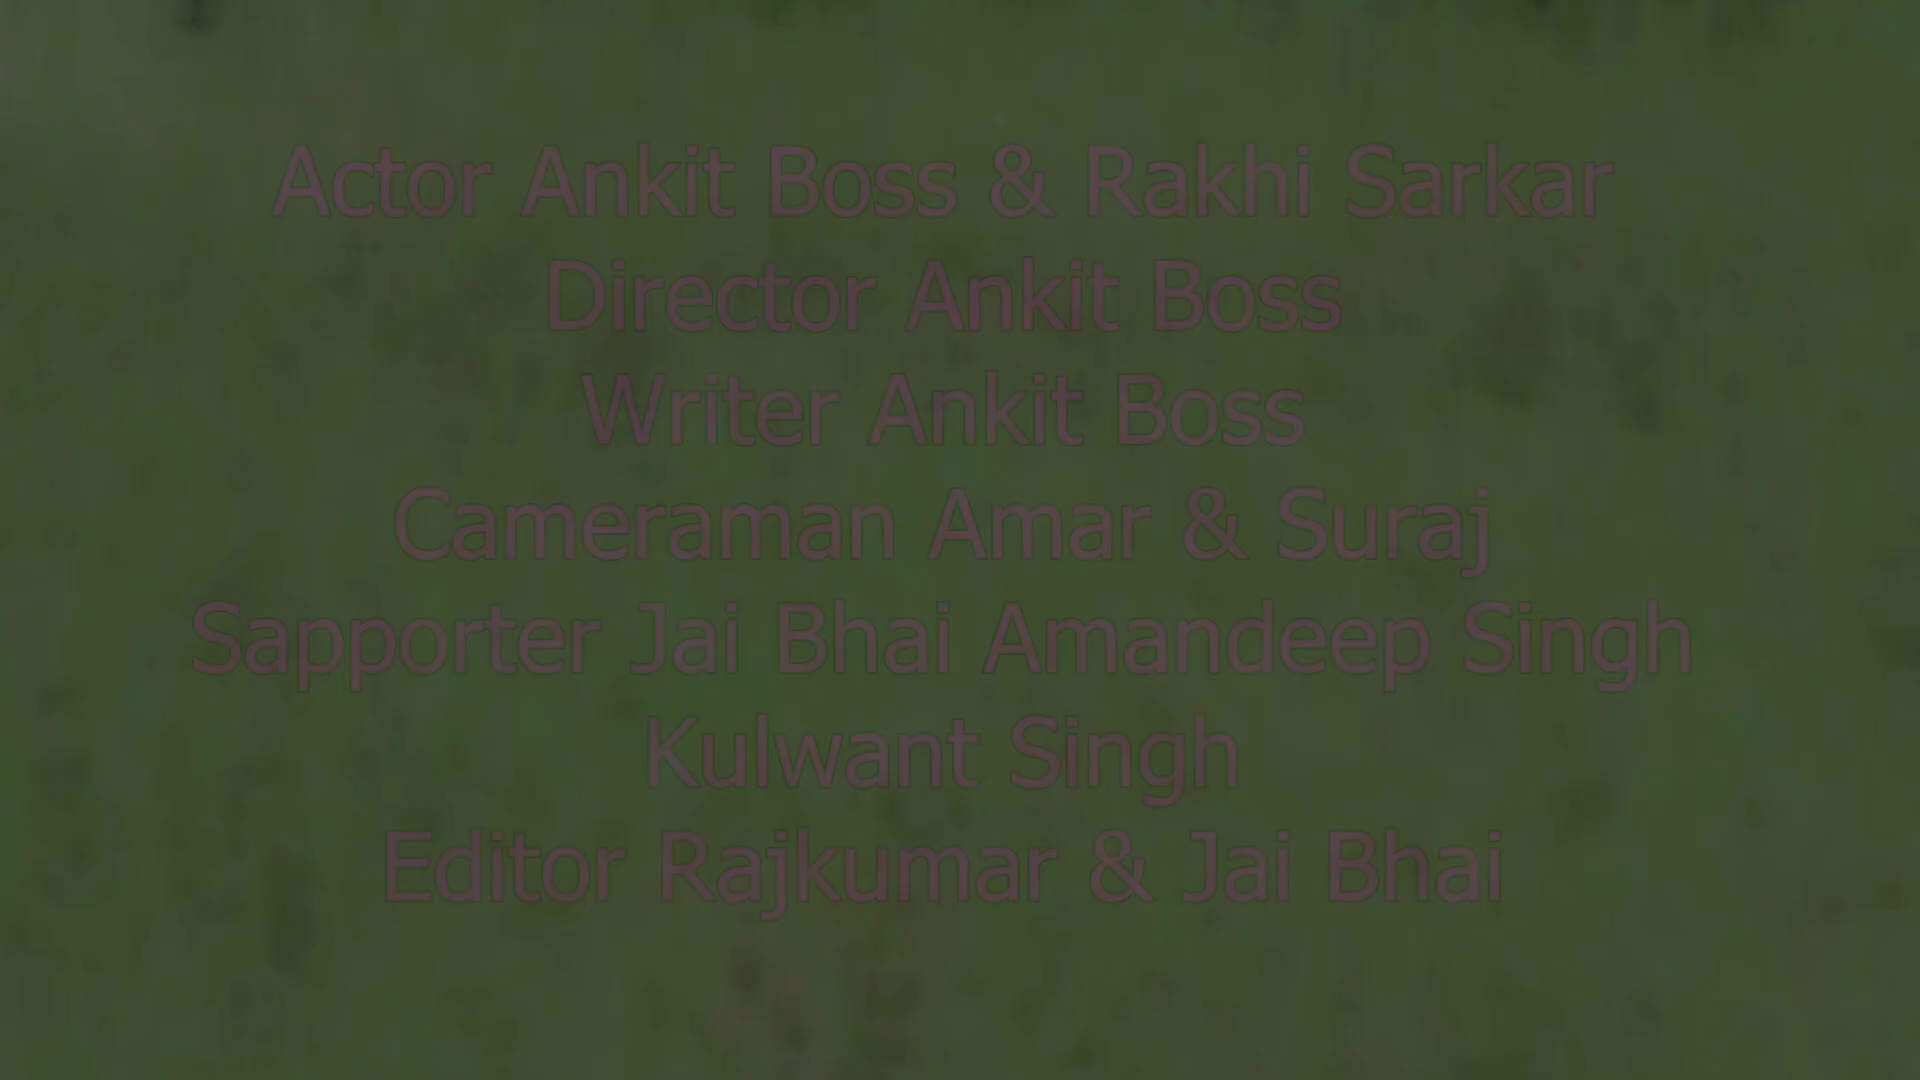 Actor Ankit Boss & Rakhi Sarkar
Director Ankit Boss
Writer Ankit Boss
Cameraman Amar & Suraj
Sapporter Jai Bhai Amandeep Singh
Kulwant Singh
Editor Rajkumar & Jai Bhai